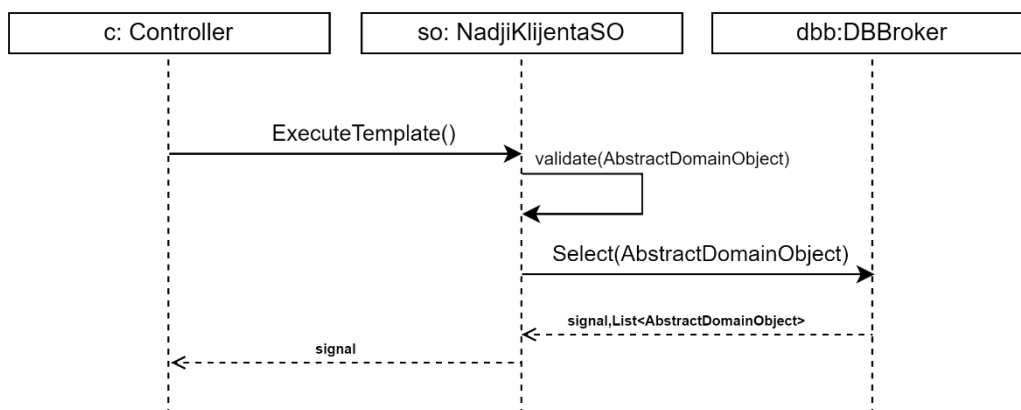 c: Controller
so: NadjiKlijentaSO
dbb:DBBroker
ExecuteTemplate()
validate(AbstractDomainObject)
Select(AbstractDomainObject)
signal,List<AbstractDomainObject>
signal